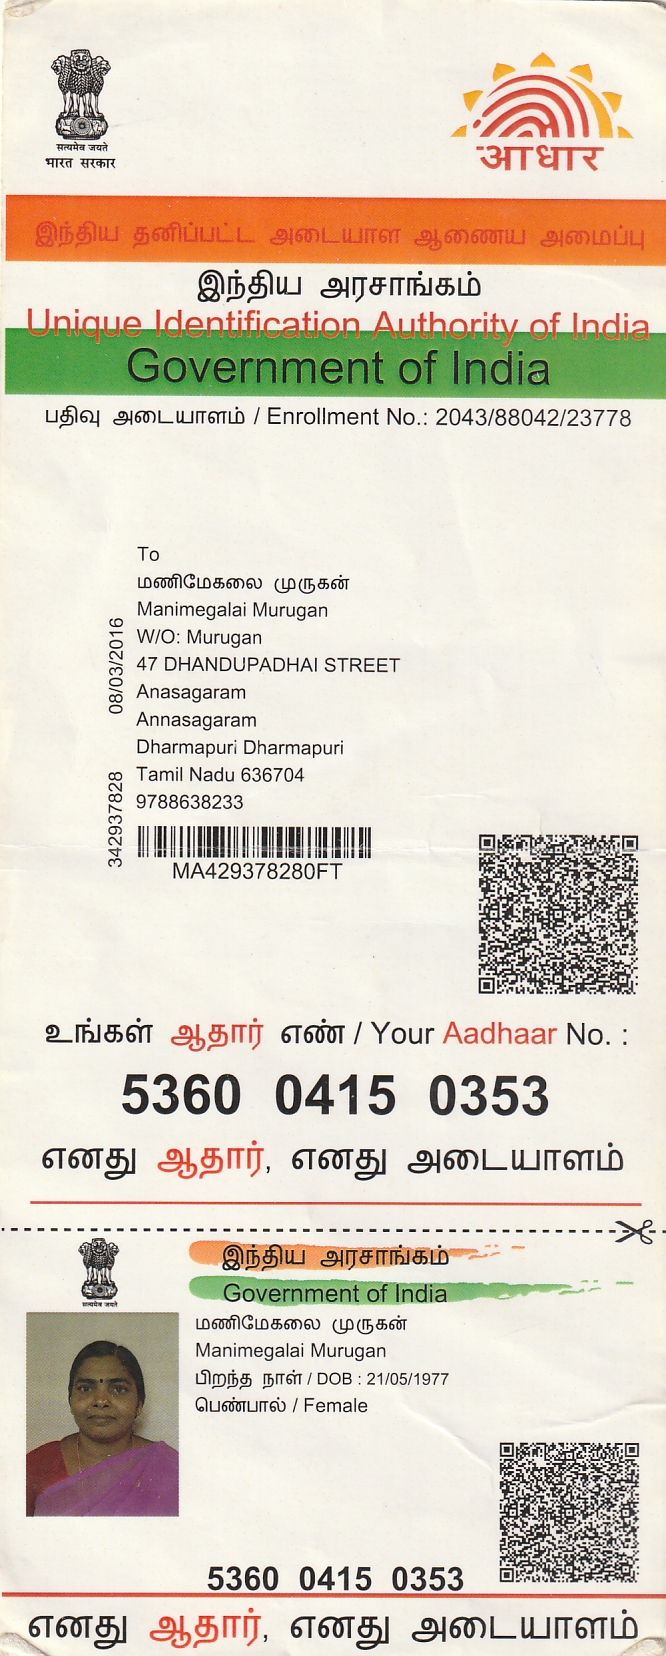 सत्यमेव जयते
भारत सरकार
आधार
இந்திய தனிப்பட்ட அடையாள ஆணைய அமைப்பு
இந்திய அரசாங்கம்
Unique Identification Authority of India
Government of India
பதிவு அடையாளம் / Enrollment No.: 2043/88042/23778
To
மணிமேகலை முருகன்
Manimegalai Murugan
W/O: Murugan
47 DHANDUPADHAI STREET
Anasagaram
Annasagaram
Dharmapuri Dharmapuri
Tamil Nadu 636704
9788638233
08/03/2016
342937828
MA429378280FT
உங்கள் ஆதார் எண் / Your Aadhaar No. :
5360 0415 0353
எனது ஆதார், எனது அடையாளம்
सत्यमेव जयते
இந்திய அரசாங்கம்
Government of India
மணிமேகலை முருகன்
Manimegalai Murugan
பிறந்த நாள் / DOB : 21/05/1977
பெண்பால் / Female
5360 0415 0353
எனது ஆதார், எனது அடையாளம்